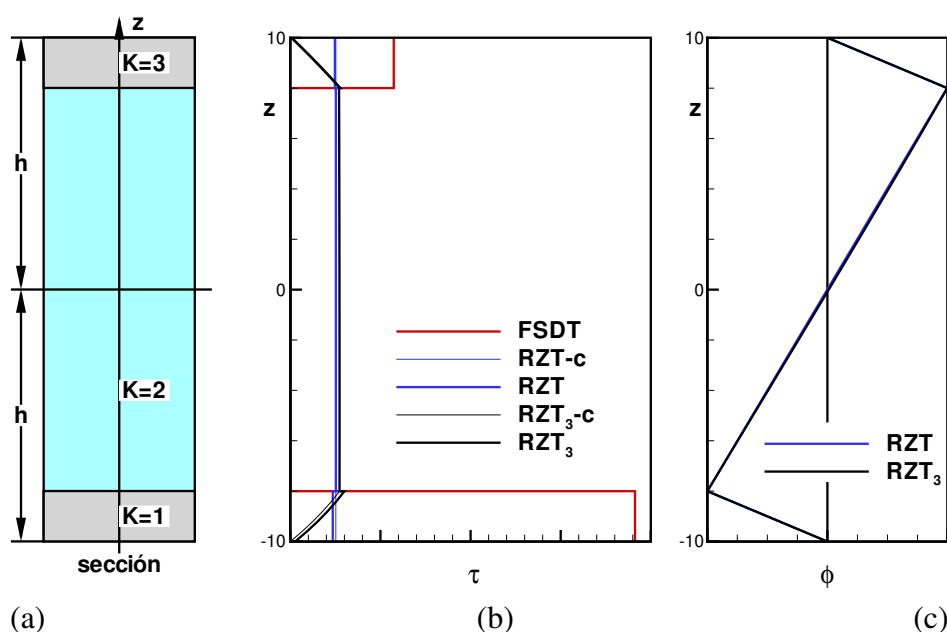 z
K=3
h
K=2
h
K=1
sección
(a)
10
z
0
-10
FSDT
RZT-c
RZT
RZT₃-c
RZT₃
τ
(b)
10
z
0
-10
RZT
RZT₃
ϕ
(c)